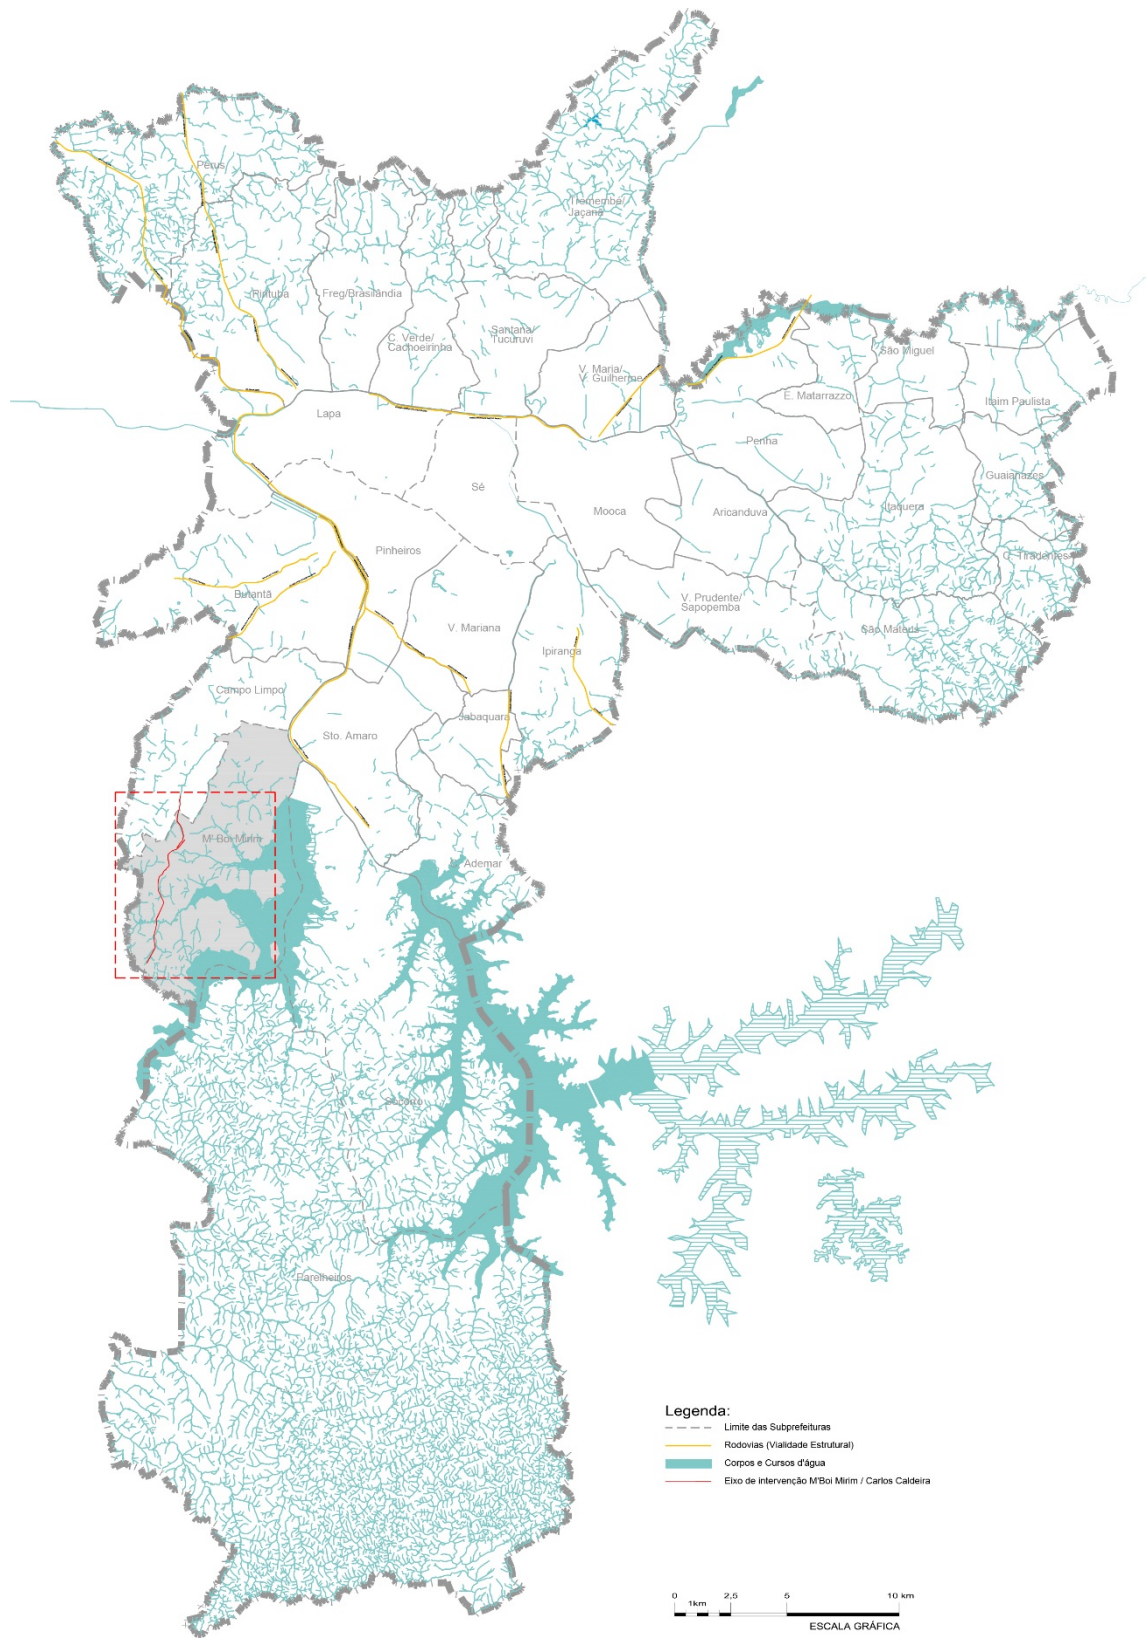 Perus
Tremembé/
Jaçanã
Pirituba
Freg/Brasilândia
C. Verde/
Cachoeirinha
Santana/
Tucuruvi
V. Maria/
V. Guilherme
São Miguel
E. Matarrazzo
Itaim Paulista
Lapa
Penha
Sé
Guaianazes
Mooca
Aricanduva
Itaquera
Pinheiros
C. Tiradentes
Butantã
V. Prudente/
Sapopemba
V. Mariana
São Mateus
Ipiranga
Campo Limpo
Jabaquara
Sto. Amaro
M' Boi Mirim
Ademar
Socorro
Parelheiros
Legenda:
Limite das Subprefeituras
Rodovias (Vialidade Estrutural)
Corpos e Cursos d'água
Eixo de intervenção M'Boi Mirim / Carlos Caldeira
0 1km 2,5 5 10 km
ESCALA GRÁFICA